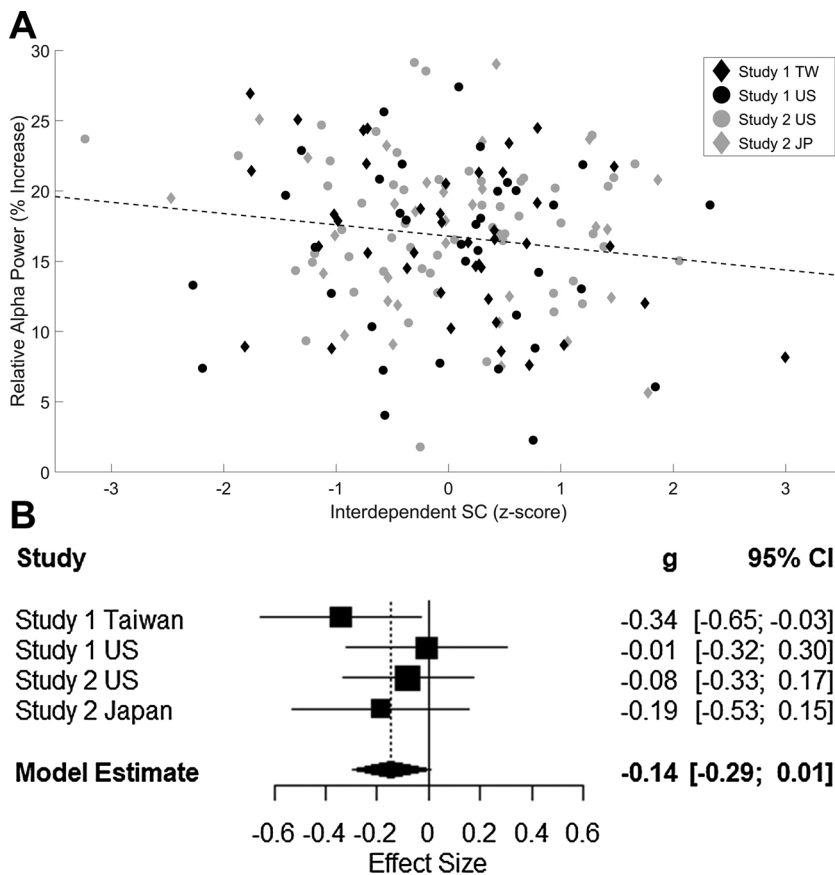 A
Relative Alpha Power (% Increase)
30
25
20
15
10
5
0
Study 1 TW
Study 1 US
Study 2 US
Study 2 JP
-3 -2 -1 0 1 2 3
Interdependent SC (z-score)
B
Study g 95% CI
Study 1 Taiwan -0.34 [-0.65; -0.03]
Study 1 US -0.01 [-0.32; 0.30]
Study 2 US -0.08 [-0.33; 0.17]
Study 2 Japan -0.19 [-0.53; 0.15]
Model Estimate -0.14 [-0.29; 0.01]
-0.6 -0.4 -0.2 0 0.2 0.4 0.6
Effect Size